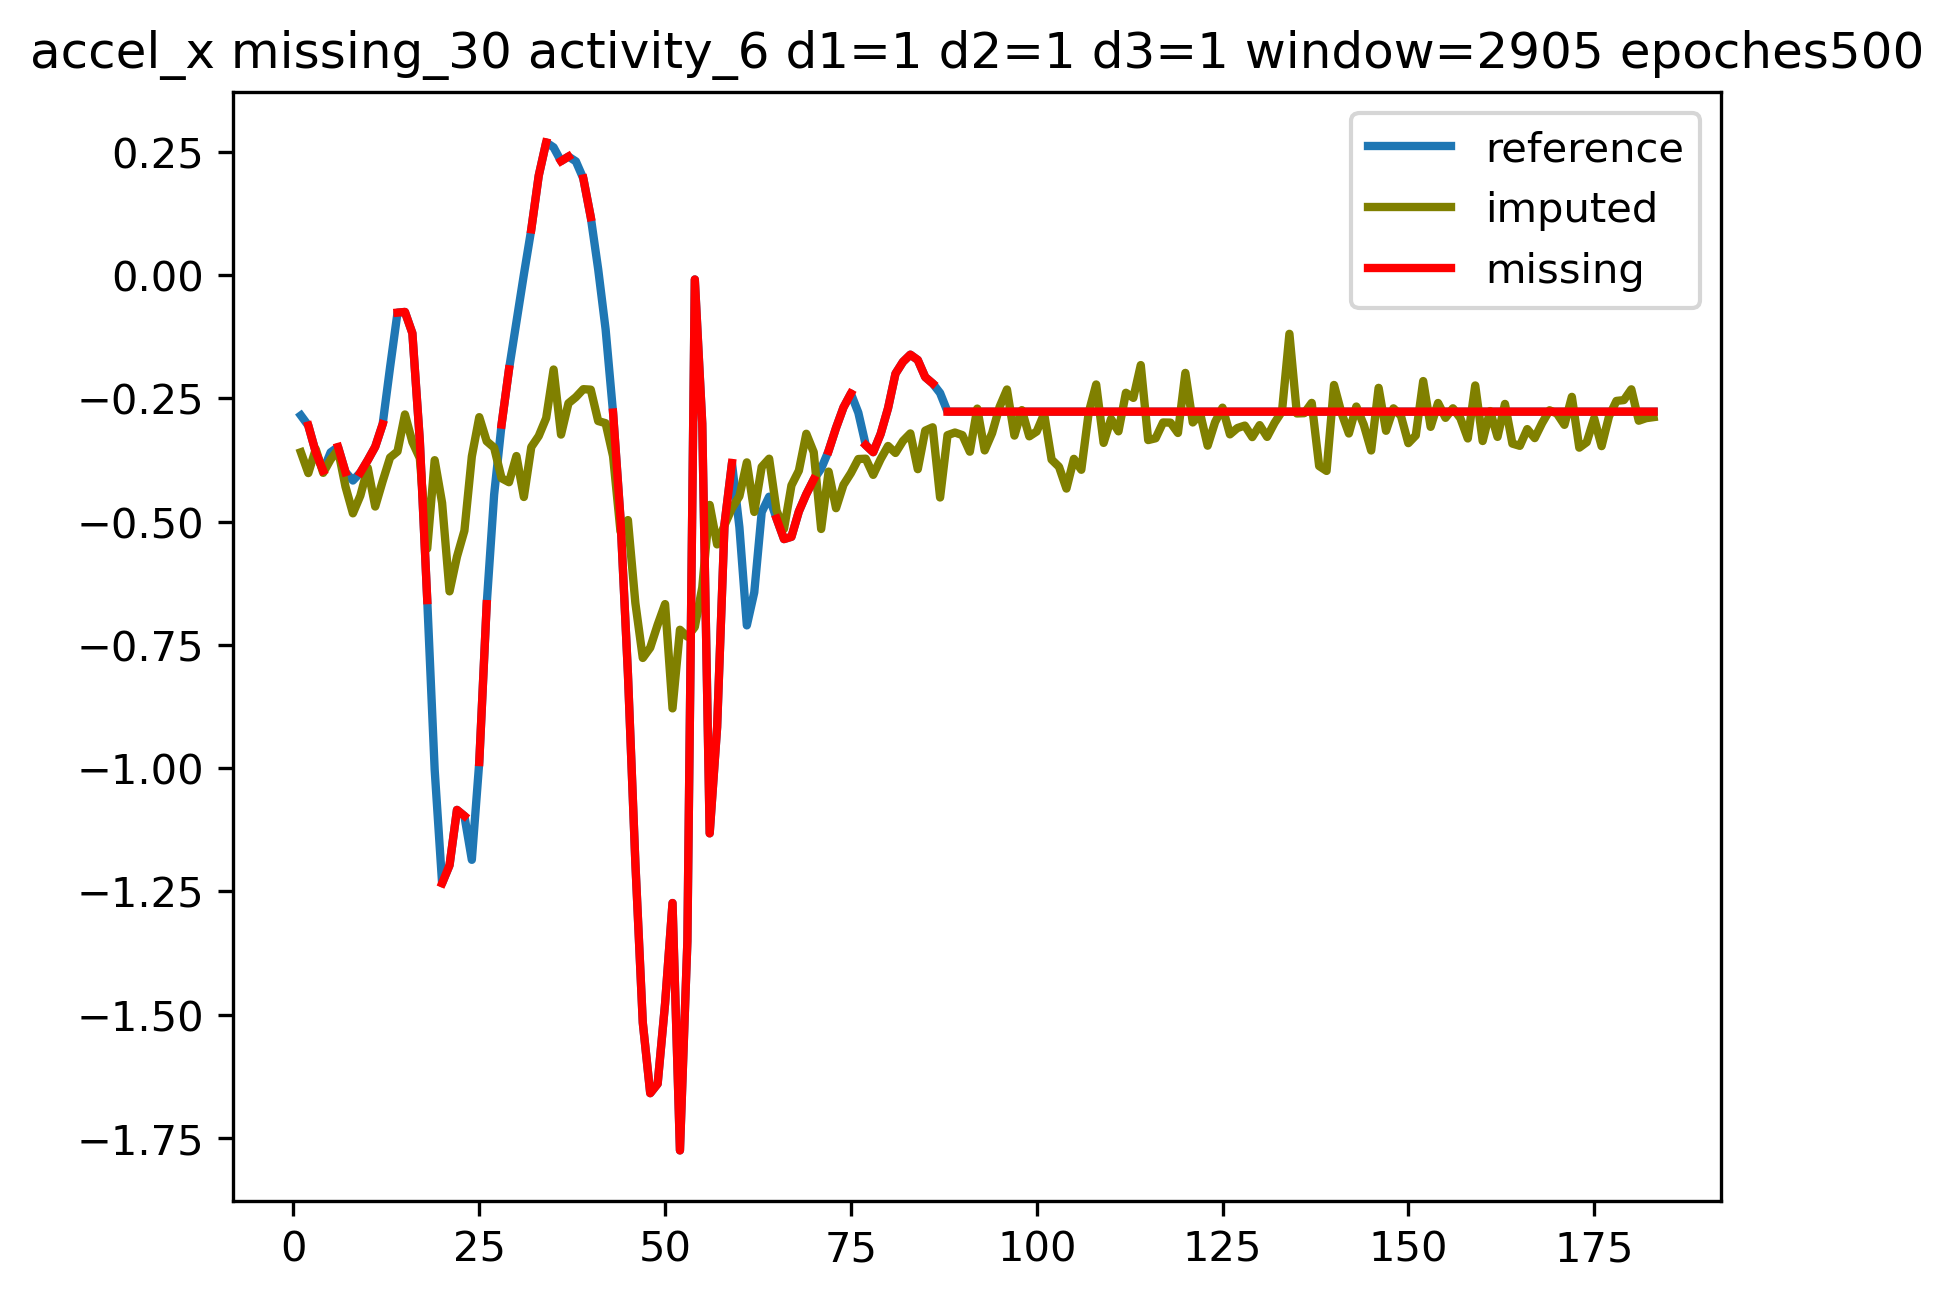 accel_x missing_30 activity_6 d1=1 d2=1 d3=1 window=2905 epoches500
reference
imputed
missing
0.25
0.00
−0.25
−0.50
−0.75
−1.00
−1.25
−1.50
−1.75
0 25 50 75 100 125 150 175